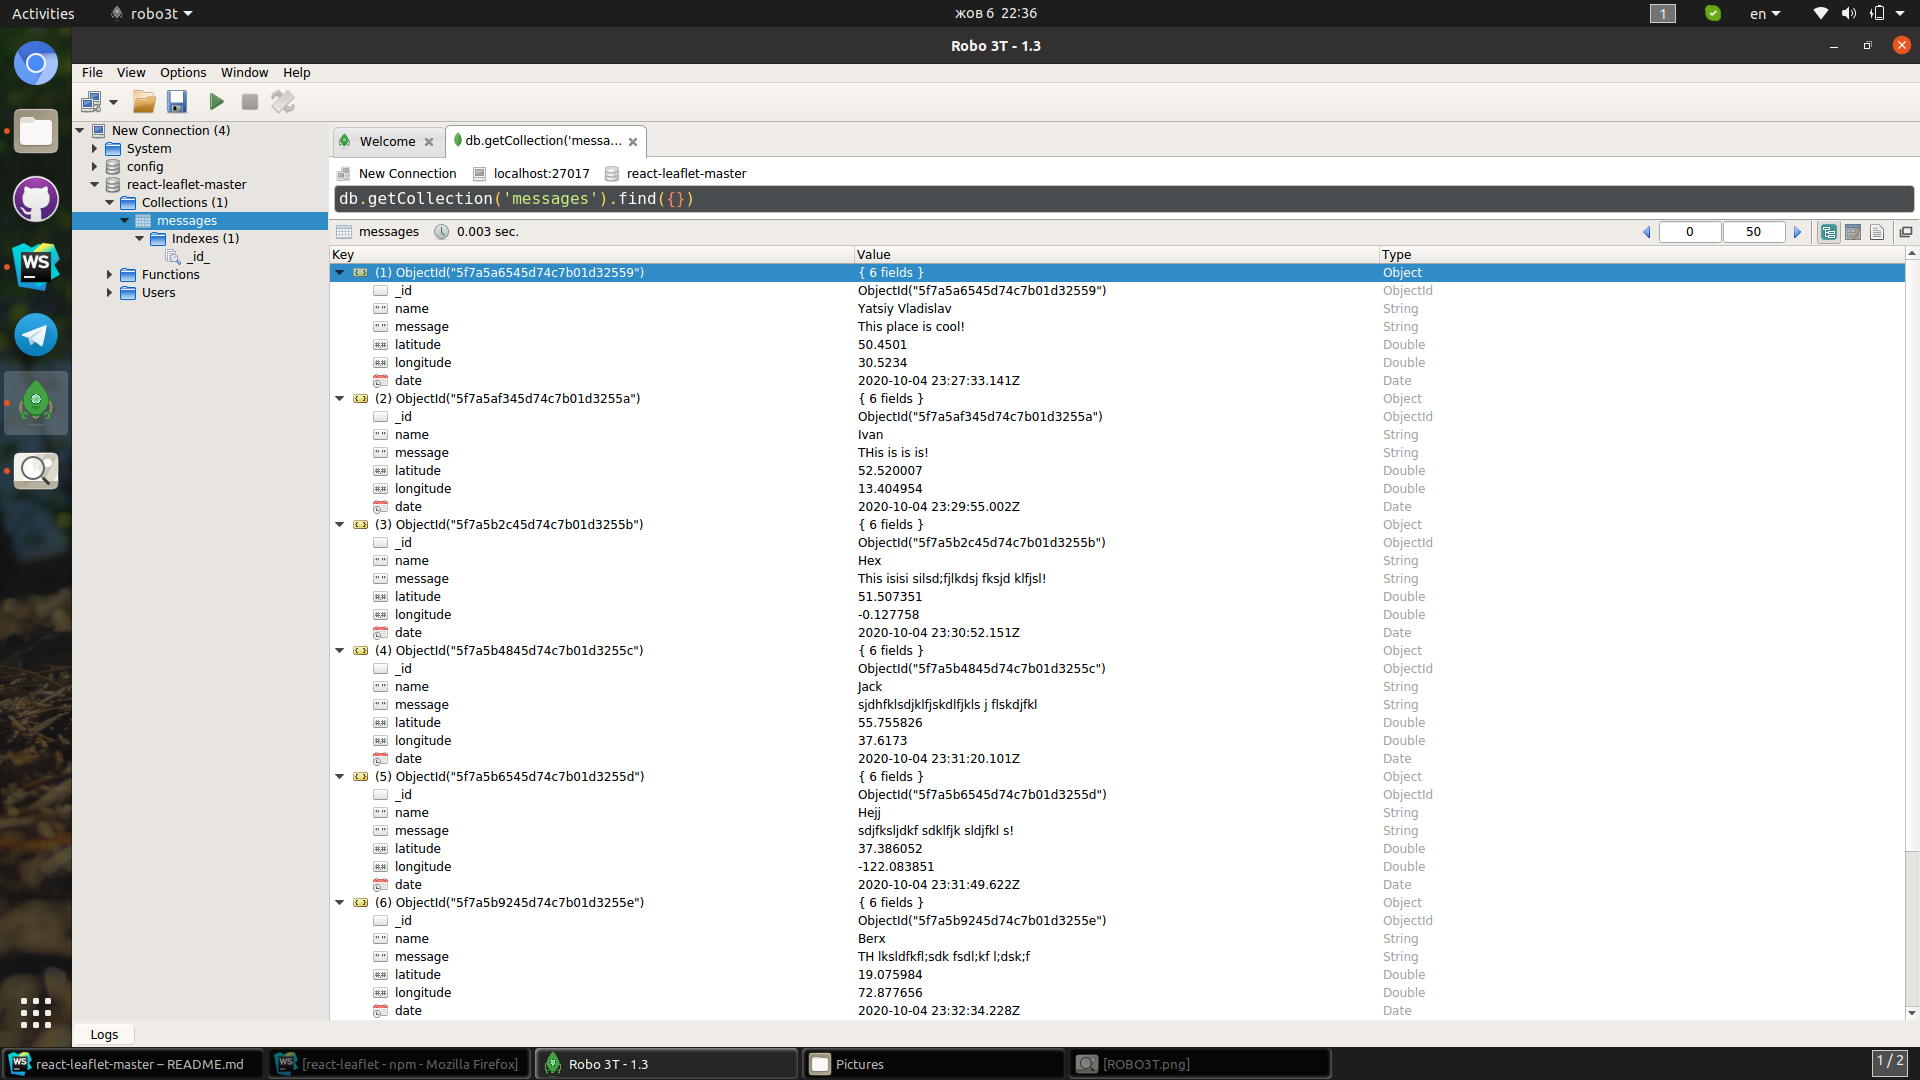 Activities robo3t жов 6 22:36 1 en
Robo 3T - 1.3
File View Options Window Help
New Connection (4)
System
config
react-leaflet-master
Collections (1)
messages
Indexes (1)
_id_
Functions
Users
Welcome db.getCollection('messa...
New Connection localhost:27017 react-leaflet-master
db.getCollection('messages').find({})
messages 0.003 sec. 0 50
Key Value Type
(1) ObjectId("5f7a5a6545d74c7b01d32559") { 6 fields } Object
_id ObjectId("5f7a5a6545d74c7b01d32559") ObjectId
name Yatsiy Vladislav String
message This place is cool! String
latitude 50.4501 Double
longitude 30.5234 Double
date 2020-10-04 23:27:33.141Z Date
(2) ObjectId("5f7a5af345d74c7b01d3255a") { 6 fields } Object
_id ObjectId("5f7a5af345d74c7b01d3255a") ObjectId
name Ivan String
message THis is is is! String
latitude 52.520007 Double
longitude 13.404954 Double
date 2020-10-04 23:29:55.002Z Date
(3) ObjectId("5f7a5b2c45d74c7b01d3255b") { 6 fields } Object
_id ObjectId("5f7a5b2c45d74c7b01d3255b") ObjectId
name Hex String
message This isisi silsd;fjlkdsj fksjd klfjsl! String
latitude 51.507351 Double
longitude -0.127758 Double
date 2020-10-04 23:30:52.151Z Date
(4) ObjectId("5f7a5b4845d74c7b01d3255c") { 6 fields } Object
_id ObjectId("5f7a5b4845d74c7b01d3255c") ObjectId
name Jack String
message sjdhfklsdjklfjskdlfjkls j flskdjfkl String
latitude 55.755826 Double
longitude 37.6173 Double
date 2020-10-04 23:31:20.101Z Date
(5) ObjectId("5f7a5b6545d74c7b01d3255d") { 6 fields } Object
_id ObjectId("5f7a5b6545d74c7b01d3255d") ObjectId
name Hejj String
message sdjfksljdkf sdklfjk sldjfkl s! String
latitude 37.386052 Double
longitude -122.083851 Double
date 2020-10-04 23:31:49.622Z Date
(6) ObjectId("5f7a5b9245d74c7b01d3255e") { 6 fields } Object
_id ObjectId("5f7a5b9245d74c7b01d3255e") ObjectId
name Berx String
message TH lksldfkfl;sdk fsdl;kf l;dsk;f String
latitude 19.075984 Double
longitude 72.877656 Double
date 2020-10-04 23:32:34.228Z Date
Logs
react-leaflet-master – README.md [react-leaflet - npm - Mozilla Firefox] Robo 3T - 1.3 Pictures [ROBO3T.png] 1 / 2